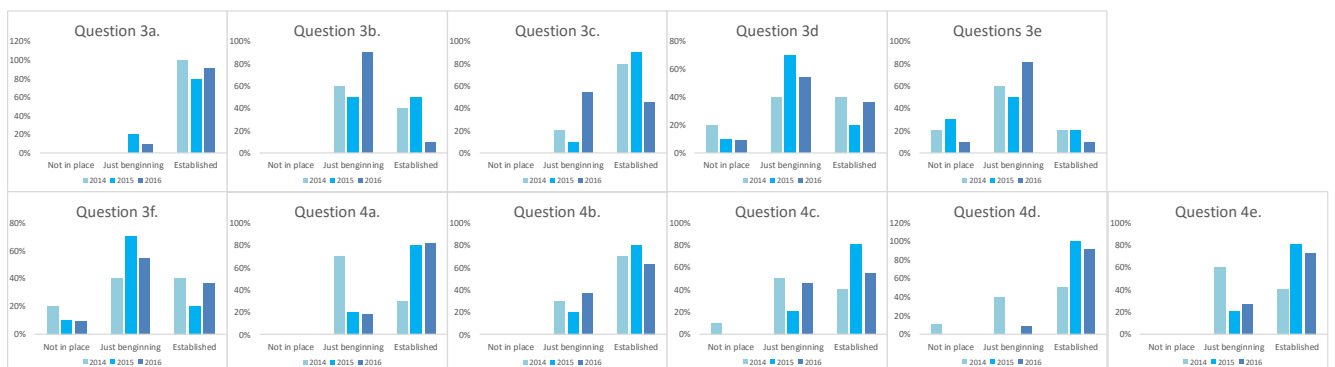 Question 3a.
120%
100%
80%
60%
40%
20%
0%
Not in place Just benginning Established
2014 2015 2016
Question 3b.
100%
80%
60%
40%
20%
0%
Not in place Just benginning Established
2014 2015 2016
Question 3c.
100%
80%
60%
40%
20%
0%
Not in place Just benginning Established
2014 2015 2016
Question 3d
80%
60%
40%
20%
0%
Not in place Just benginning Established
2014 2015 2016
Questions 3e
100%
80%
60%
40%
20%
0%
Not in place Just benginning Established
2014 2015 2016
Question 3f.
80%
60%
40%
20%
0%
Not in place Just benginning Established
2014 2015 2016
Question 4a.
100%
80%
60%
40%
20%
0%
Not in place Just benginning Established
2014 2015 2016
Question 4b.
100%
80%
60%
40%
20%
0%
Not in place Just benginning Established
2014 2015 2016
Question 4c.
100%
80%
60%
40%
20%
0%
Not in place Just benginning Established
2014 2015 2016
Question 4d.
120%
100%
80%
60%
40%
20%
0%
Not in place Just benginning Established
2014 2015 2016
Question 4e.
100%
80%
60%
40%
20%
0%
Not in place Just benginning Established
2014 2015 2016